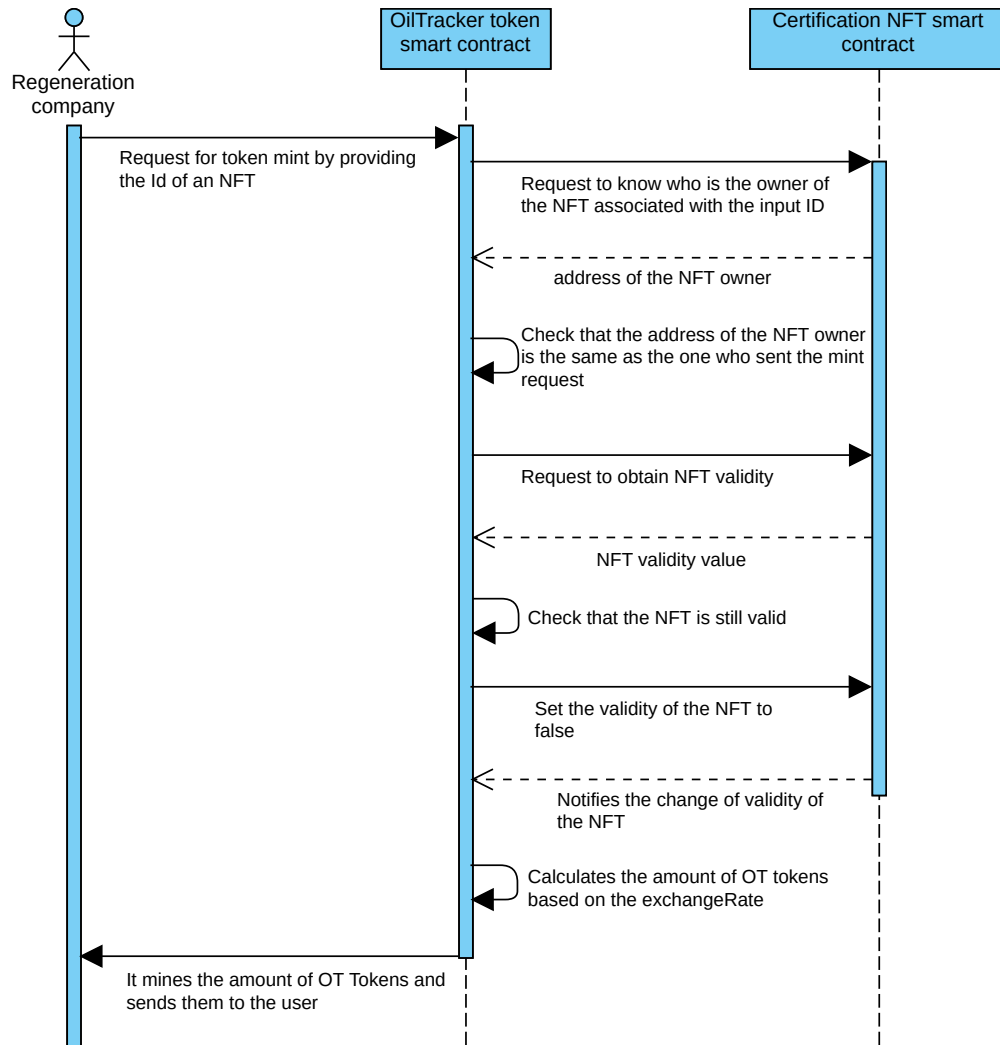 Regeneration
company
OilTracker token
smart contract
Certification NFT smart
contract
Request for token mint by providing
the Id of an NFT
Request to know who is the owner of
the NFT associated with the input ID
address of the NFT owner
Check that the address of the NFT owner
is the same as the one who sent the mint
request
Request to obtain NFT validity
NFT validity value
Check that the NFT is still valid
Set the validity of the NFT to
false
Notifies the change of validity of
the NFT
Calculates the amount of OT tokens
based on the exchangeRate
It mines the amount of OT Tokens and
sends them to the user